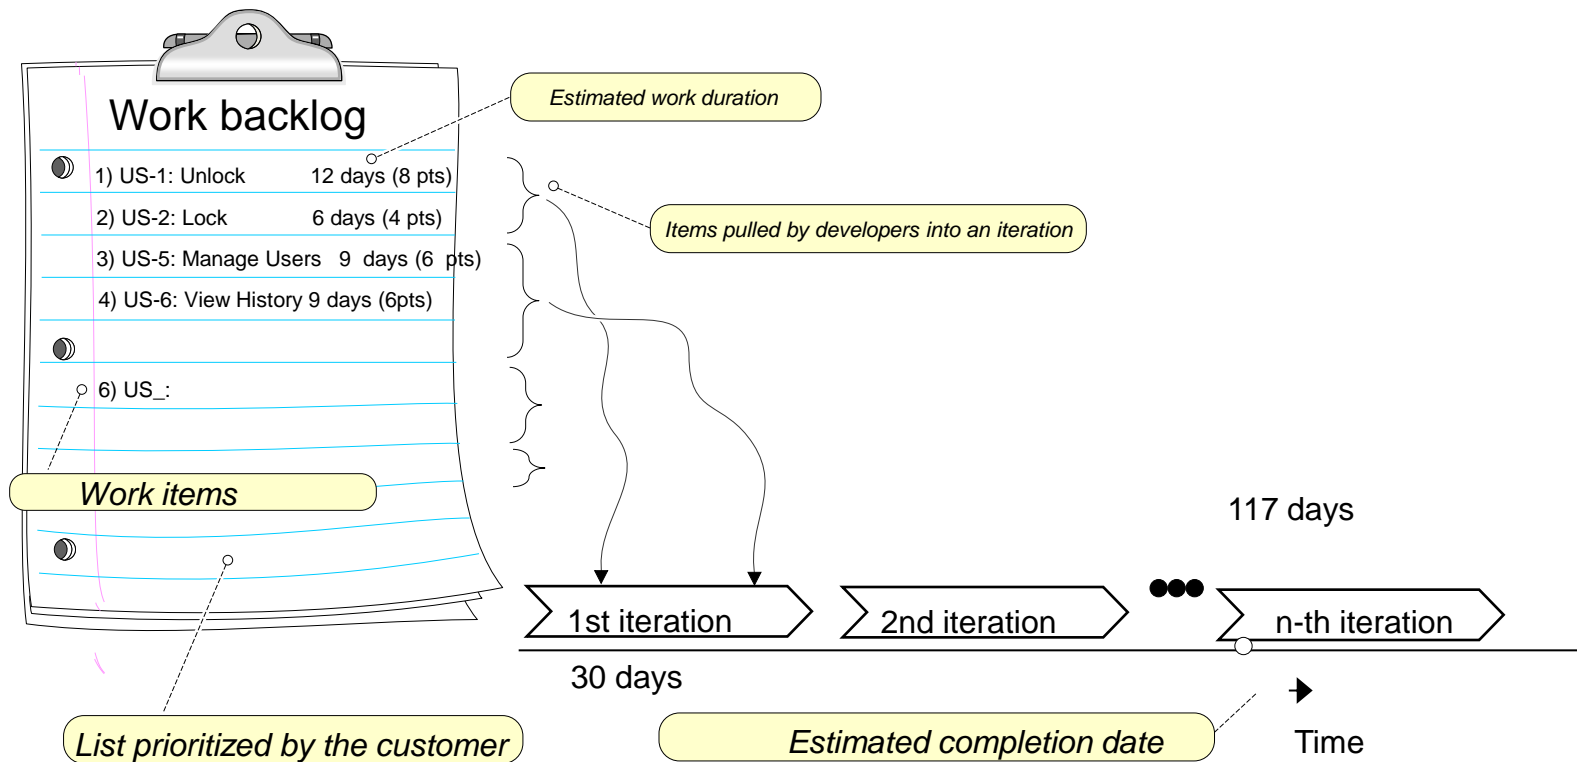 Work backlog
Estimated work duration
1) US-1: Unlock 12 days (8 pts)
2) US-2: Lock 6 days (4 pts)
Items pulled by developers into an iteration
3) US-5: Manage Users 9 days (6 pts)
4) US-6: View History 9 days (6pts)
6) US_:
Work items
117 days
1st iteration
2nd iteration
n-th iteration
30 days
List prioritized by the customer
Estimated completion date
Time